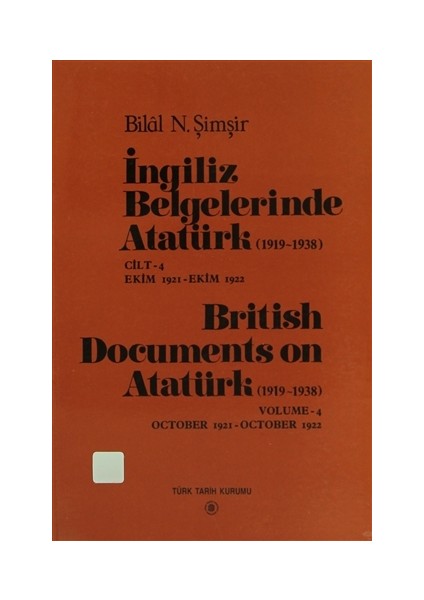 Bilâl N. Şimşir
İngiliz
Belgelerinde
Atatürk (1919-1938)
CİLT-4
EKİM 1921 - EKİM 1922
British
Documents on
Atatürk (1919-1938)
VOLUME-4
OCTOBER 1921 - OCTOBER 1922
TÜRK TARİH KURUMU